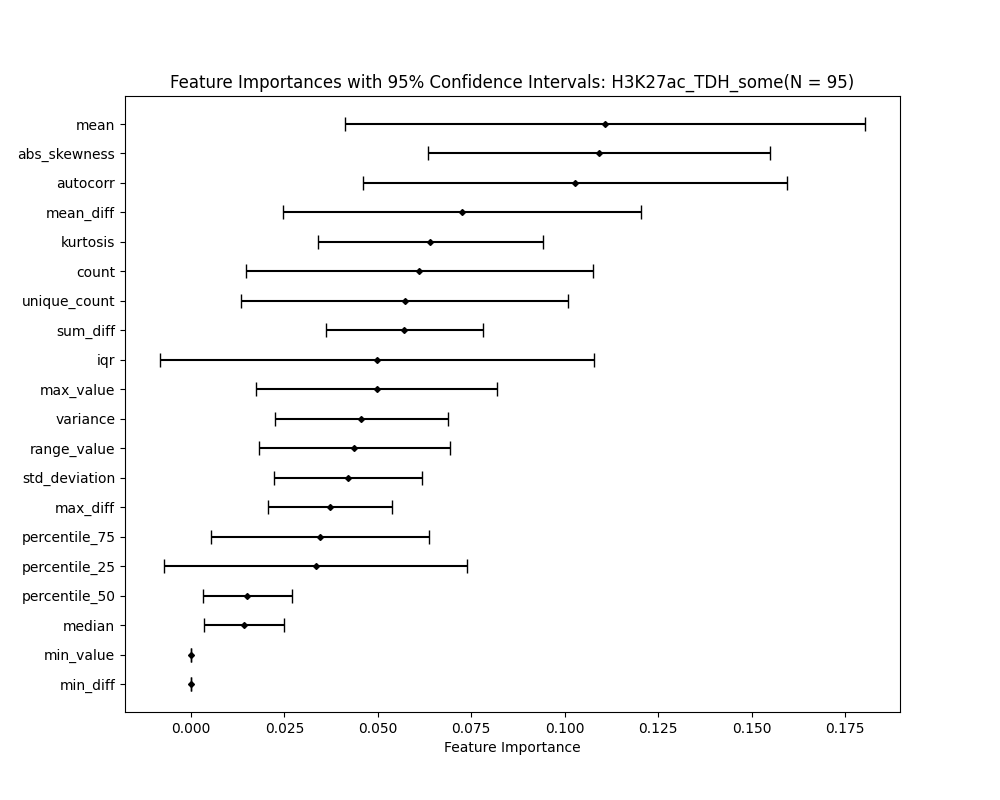 Feature Importances with 95% Confidence Intervals: H3K27ac_TDH_some(N = 95)
mean
abs_skewness
autocorr
mean_diff
kurtosis
count
unique_count
sum_diff
iqr
max_value
variance
range_value
std_deviation
max_diff
percentile_75
percentile_25
percentile_50
median
min_value
min_diff
0.000 0.025 0.050 0.075 0.100 0.125 0.150 0.175
Feature Importance